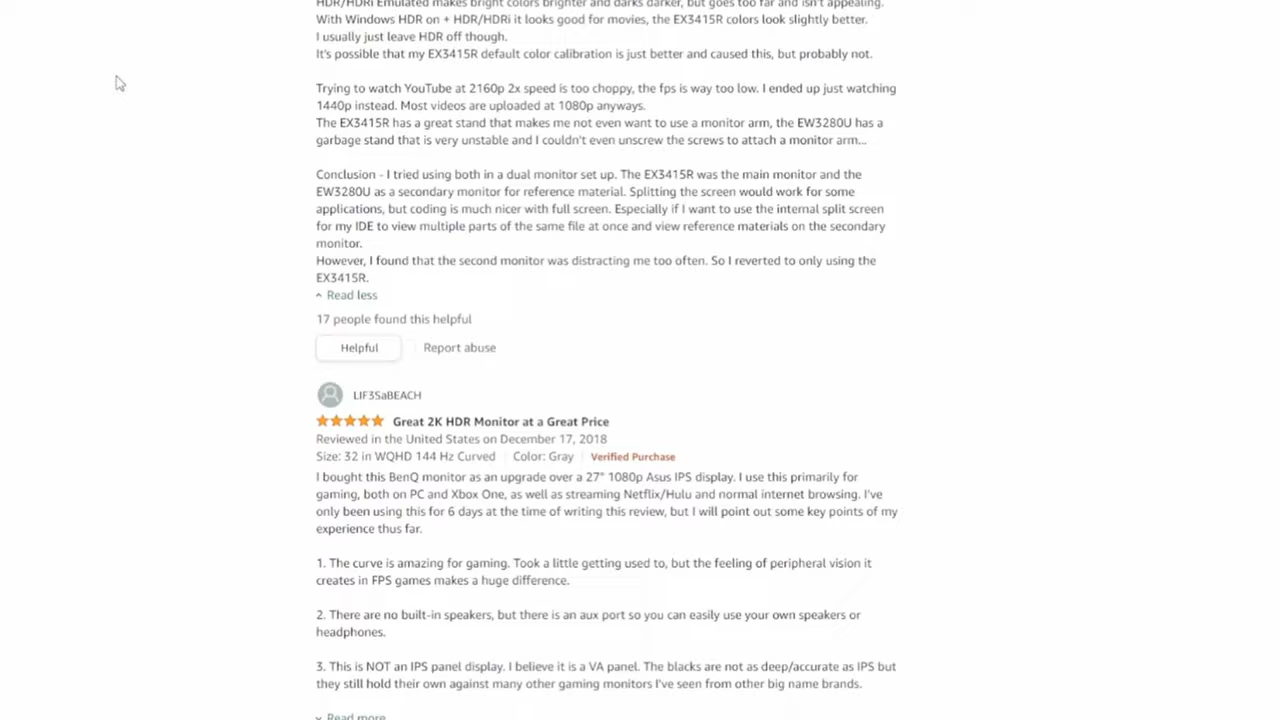 HDR/HDRi Emulated makes bright colors brighter and darks darker, but goes too far and isn't appealing.
With Windows HDR on + HDR/HDRi it looks good for movies, the EX3415R colors look slightly better.
I usually just leave HDR off though.
It's possible that my EX3415R default color calibration is just better and caused this, but probably not.
Trying to watch YouTube at 2160p 2x speed is too choppy, the fps is way too low. I ended up just watching
1440p instead. Most videos are uploaded at 1080p anyways.
The EX3415R has a great stand that makes me not even want to use a monitor arm, the EW3280U has a
garbage stand that is very unstable and I couldn't even unscrew the screws to attach a monitor arm...
Conclusion - I tried using both in a dual monitor set up. The EX3415R was the main monitor and the
EW3280U as a secondary monitor for reference material. Splitting the screen would work for some
applications, but coding is much nicer with full screen. Especially if I want to use the internal split screen
for my IDE to view multiple parts of the same file at once and view reference materials on the secondary
monitor.
However, I found that the second monitor was distracting me too often. So I reverted to only using the
EX3415R.
Read less
17 people found this helpful
Helpful
Report abuse
LIF3SaBEACH
Great 2K HDR Monitor at a Great Price
Reviewed in the United States on December 17, 2018
Size: 32 in WQHD 144 Hz Curved | Color: Gray | Verified Purchase
I bought this BenQ monitor as an upgrade over a 27" 1080p Asus IPS display. I use this primarily for
gaming, both on PC and Xbox One, as well as streaming Netflix/Hulu and normal internet browsing. I've
only been using this for 6 days at the time of writing this review, but I will point out some key points of my
experience thus far.
1. The curve is amazing for gaming. Took a little getting used to, but the feeling of peripheral vision it
creates in FPS games makes a huge difference.
2. There are no built-in speakers, but there is an aux port so you can easily use your own speakers or
headphones.
3. This is NOT an IPS panel display. I believe it is a VA panel. The blacks are not as deep/accurate as IPS but
they still hold their own against many other gaming monitors I've seen from other big name brands.
Read more